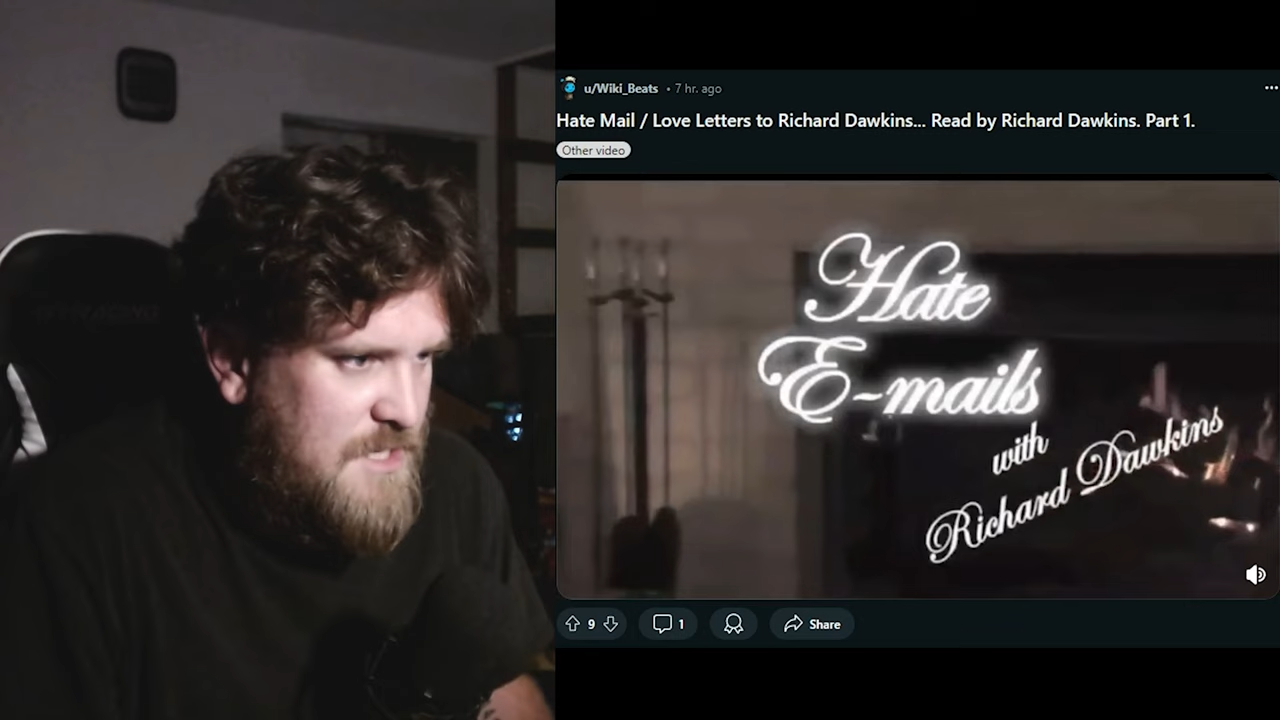 u/Wiki_Beats • 7 hr. ago
Hate Mail / Love Letters to Richard Dawkins... Read by Richard Dawkins. Part 1.
Other video
Hate
E-mails
with
Richard Dawkins
9
1
Share